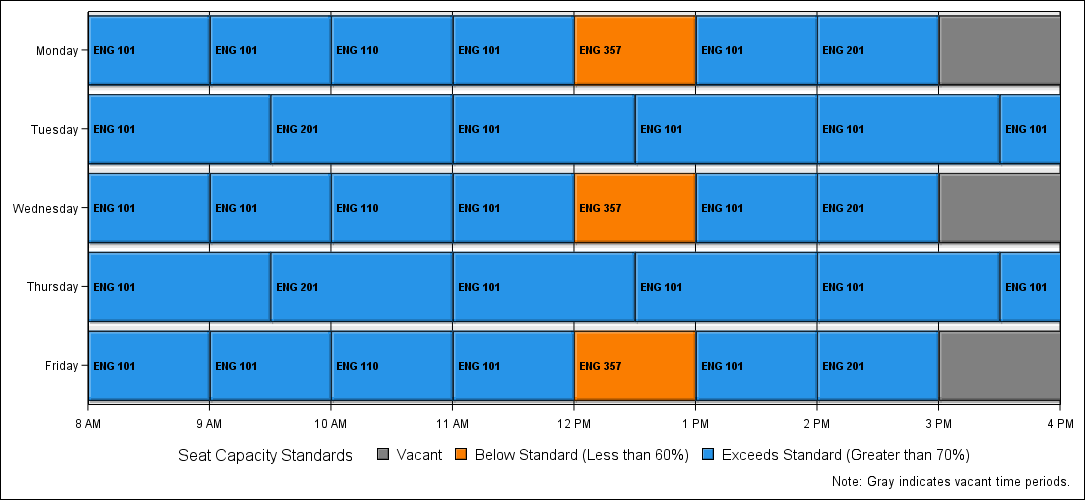 Monday ENG 101 ENG 101 ENG 110 ENG 101 ENG 357 ENG 101 ENG 201
Tuesday ENG 101 ENG 201 ENG 101 ENG 101 ENG 101 ENG 101
Wednesday ENG 101 ENG 101 ENG 110 ENG 101 ENG 357 ENG 101 ENG 201
Thursday ENG 101 ENG 201 ENG 101 ENG 101 ENG 101 ENG 101
Friday ENG 101 ENG 101 ENG 110 ENG 101 ENG 357 ENG 101 ENG 201
8 AM 9 AM 10 AM 11 AM 12 PM 1 PM 2 PM 3 PM 4 PM
Seat Capacity Standards Vacant Below Standard (Less than 60%) Exceeds Standard (Greater than 70%)
Note: Gray indicates vacant time periods.